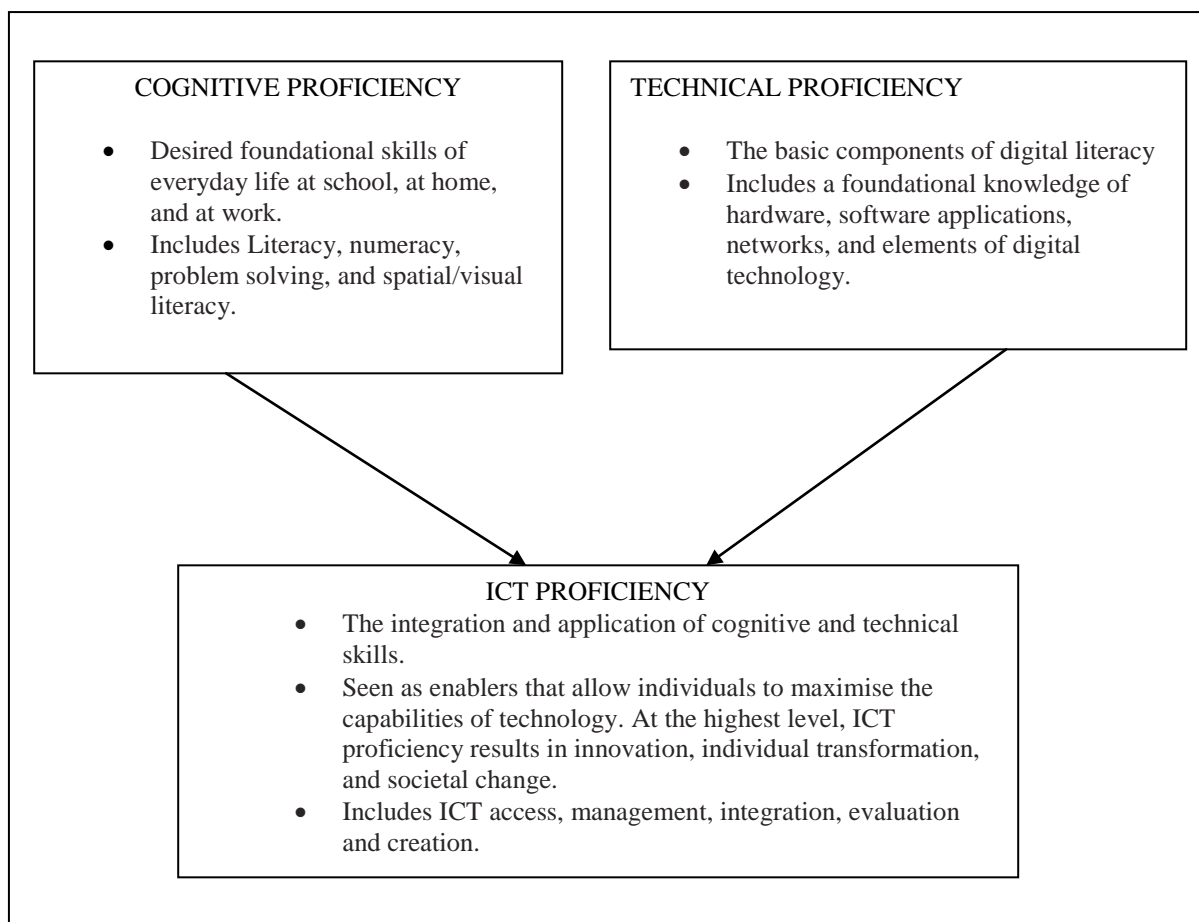 COGNITIVE PROFICIENCY
• Desired foundational skills of
everyday life at school, at home,
and at work.
• Includes Literacy, numeracy,
problem solving, and spatial/visual
literacy.
TECHNICAL PROFICIENCY
• The basic components of digital literacy
• Includes a foundational knowledge of
hardware, software applications,
networks, and elements of digital
technology.
ICT PROFICIENCY
• The integration and application of cognitive and technical
skills.
• Seen as enablers that allow individuals to maximise the
capabilities of technology. At the highest level, ICT
proficiency results in innovation, individual transformation,
and societal change.
• Includes ICT access, management, integration, evaluation
and creation.